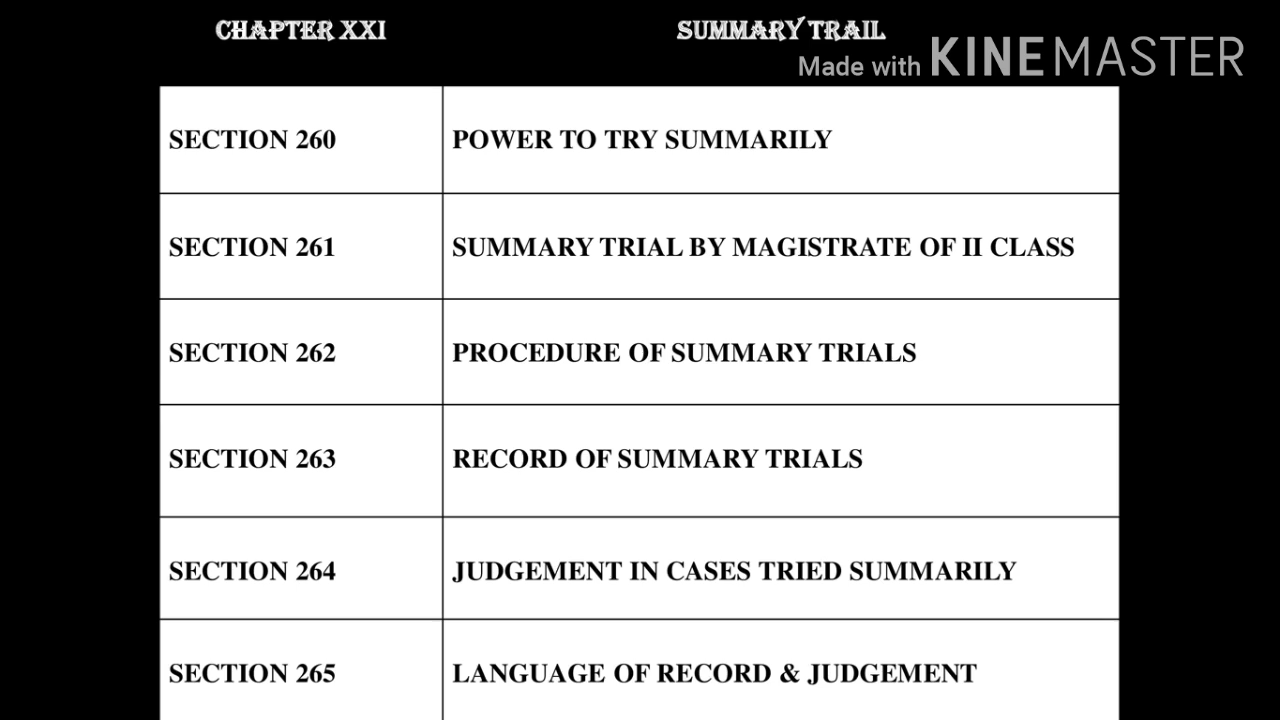 CHAPTER XXI
SUMMARY TRAIL
Made with KINEMASTER
SECTION 260 POWER TO TRY SUMMARILY
SECTION 261 SUMMARY TRIAL BY MAGISTRATE OF II CLASS
SECTION 262 PROCEDURE OF SUMMARY TRIALS
SECTION 263 RECORD OF SUMMARY TRIALS
SECTION 264 JUDGEMENT IN CASES TRIED SUMMARILY
SECTION 265 LANGUAGE OF RECORD & JUDGEMENT